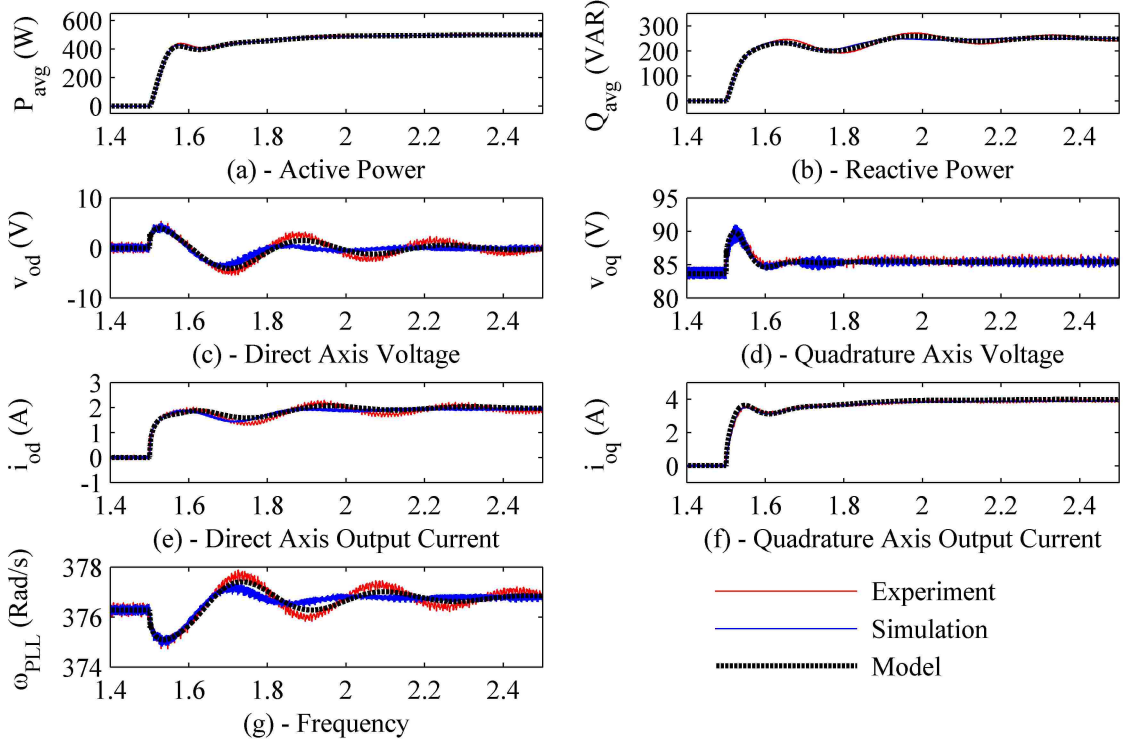 P_avg (W)
600
400
200
0
1.4 1.6 1.8 2 2.2 2.4
(a) - Active Power
Q_avg (VAR)
300
200
100
0
1.4 1.6 1.8 2 2.2 2.4
(b) - Reactive Power
v_od (V)
10
0
-10
1.4 1.6 1.8 2 2.2 2.4
(c) - Direct Axis Voltage
v_oq (V)
95
90
85
80
1.4 1.6 1.8 2 2.2 2.4
(d) - Quadrature Axis Voltage
i_od (A)
3
2
1
0
-1
1.4 1.6 1.8 2 2.2 2.4
(e) - Direct Axis Output Current
i_oq (A)
4
2
0
1.4 1.6 1.8 2 2.2 2.4
(f) - Quadrature Axis Output Current
ω_PLL (Rad/s)
378
376
374
1.4 1.6 1.8 2 2.2 2.4
(g) - Frequency
Experiment
Simulation
Model